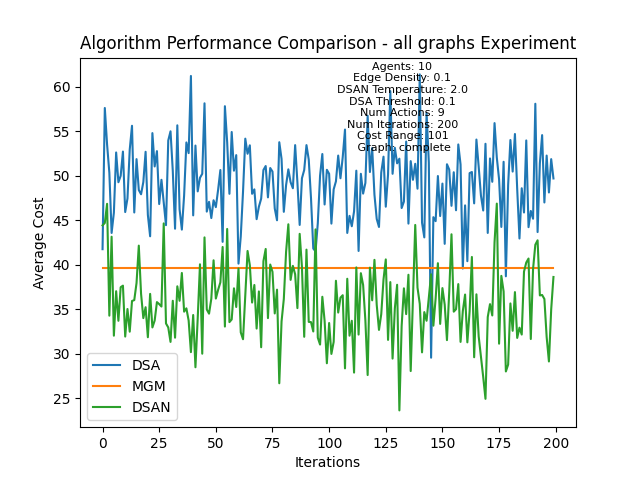 Algorithm Performance Comparison - all graphs Experiment
Agents: 10
Edge Density: 0.1
DSAN Temperature: 2.0
DSA Threshold: 0.1
Num Actions: 9
Num Iterations: 200
Cost Range: 101
Graph: complete
Average Cost
60
55
50
45
40
35
30
25
DSA
MGM
DSAN
0
25
50
75
100
125
150
175
200
Iterations